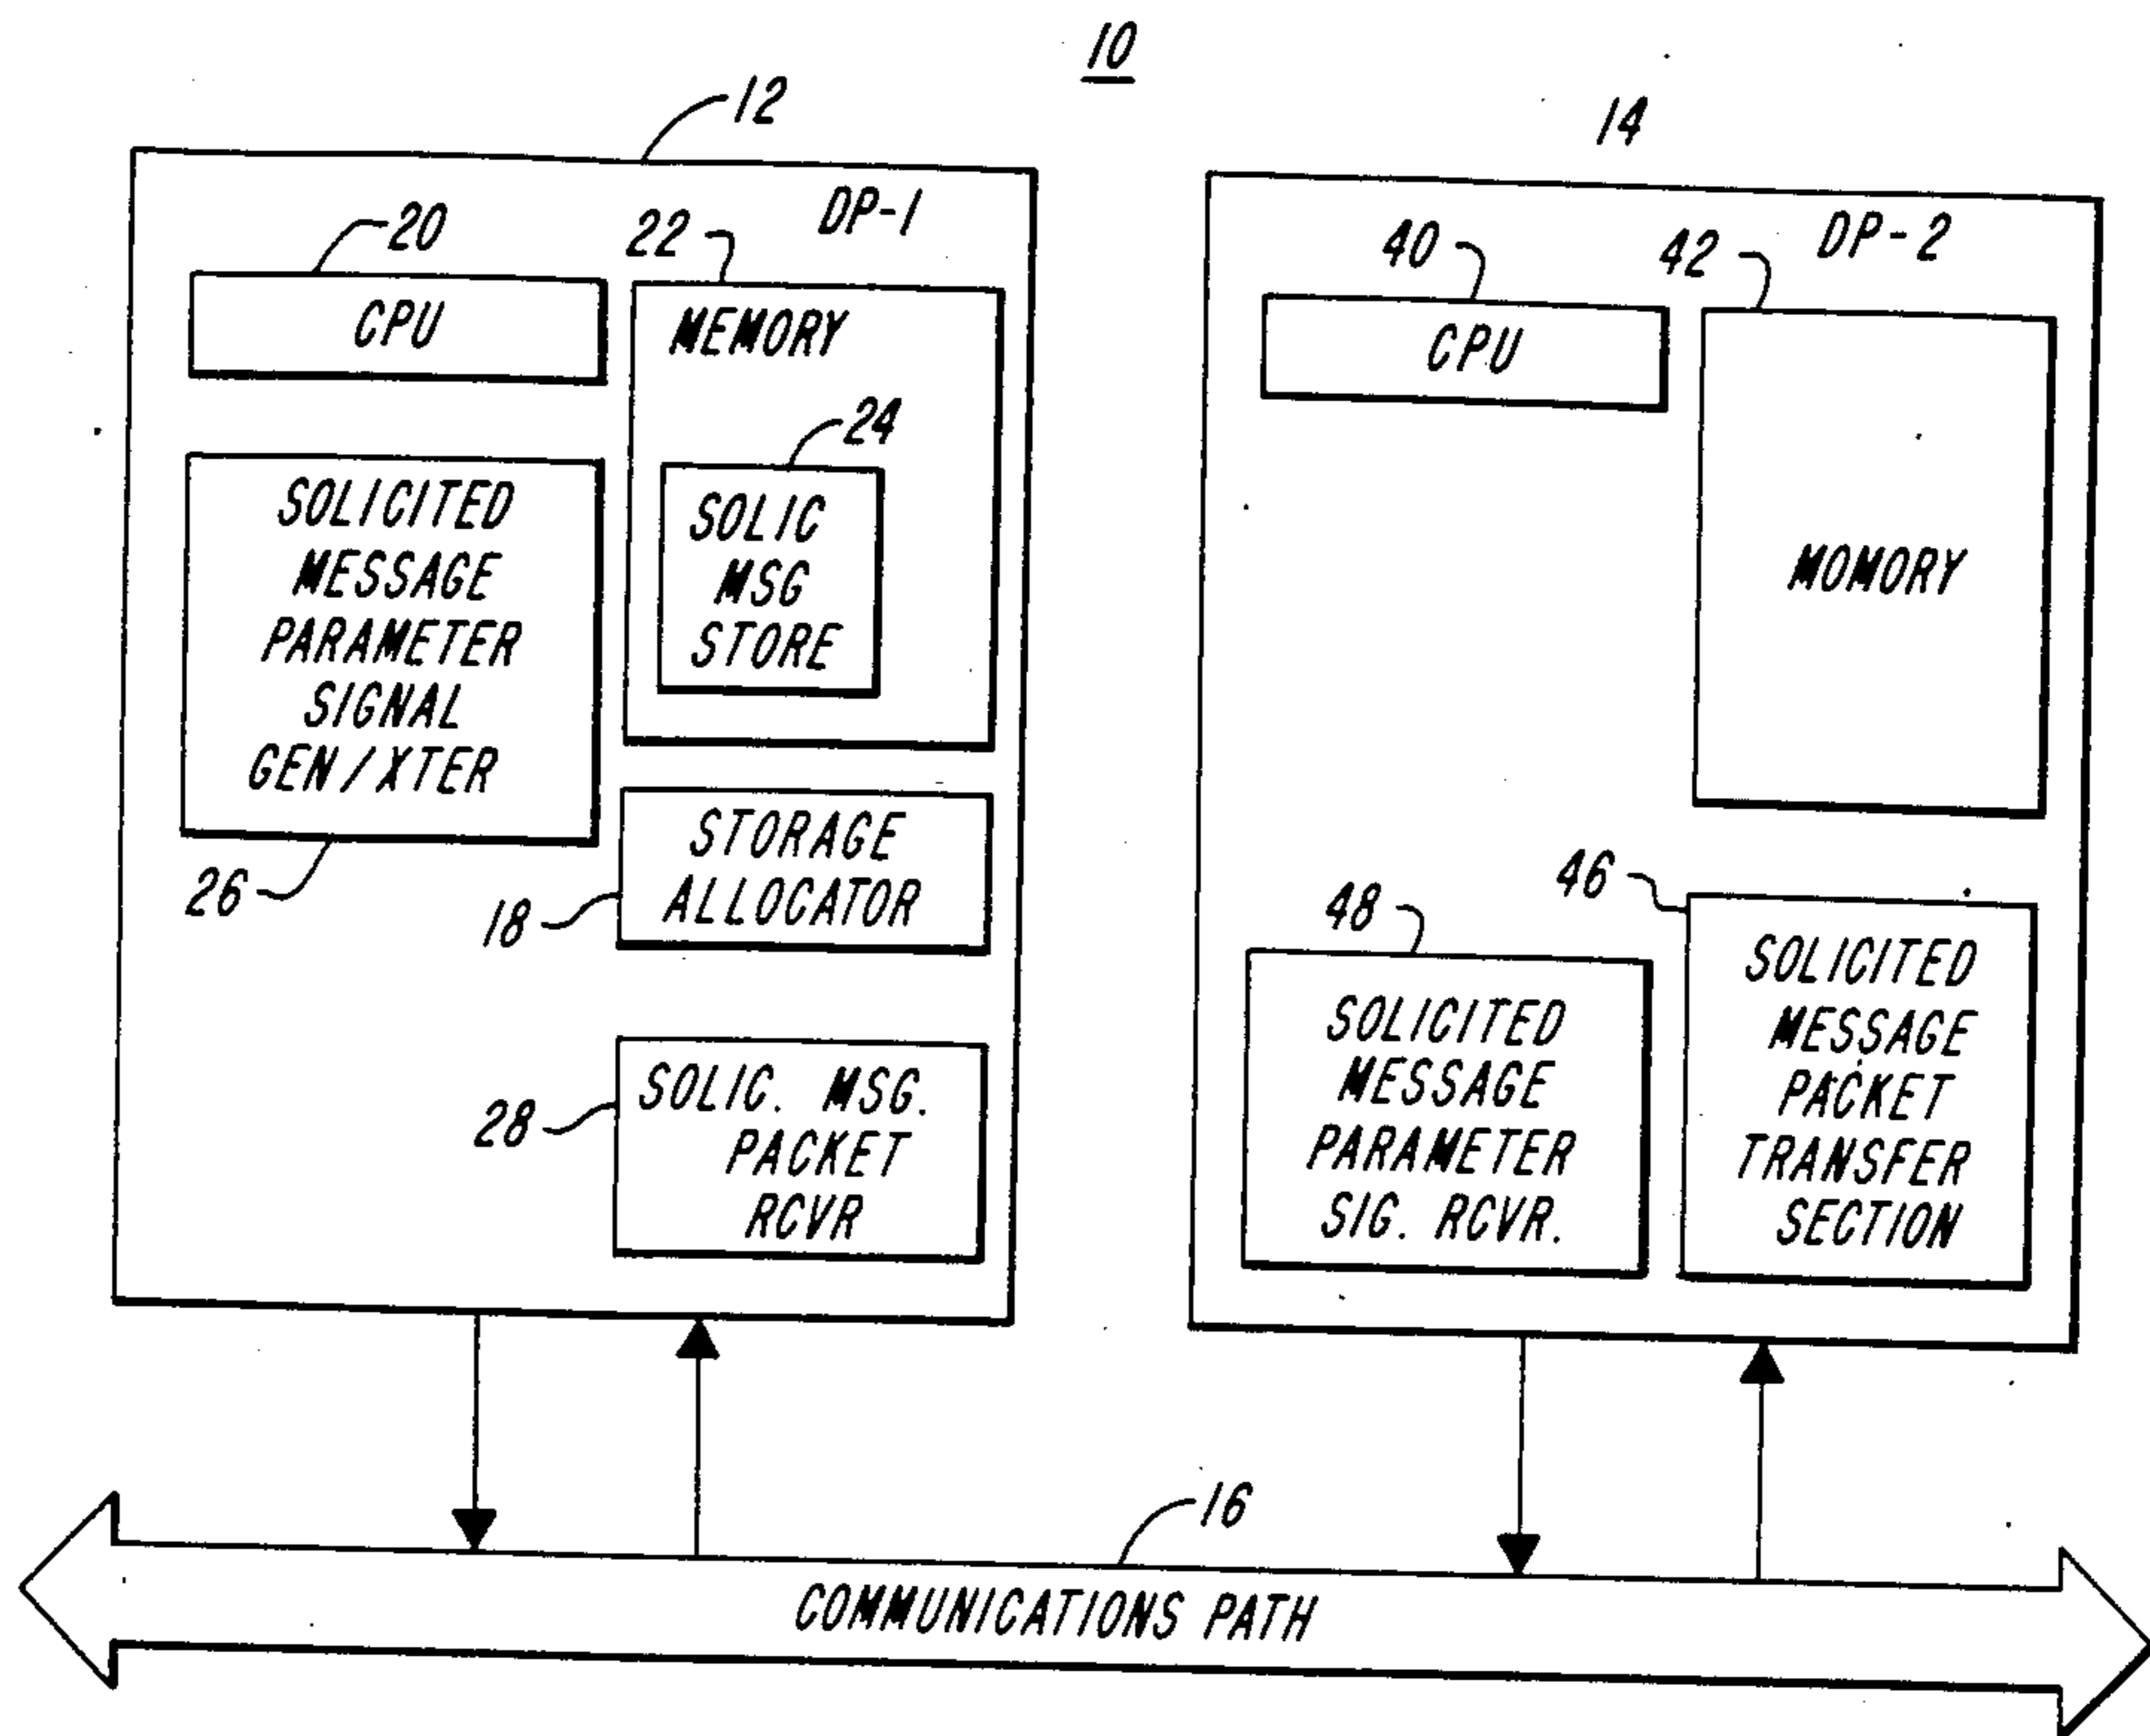 10
12
14
DP-1
20
22
CPU
MEMORY
24
SOLIC
MSG
STORE
SOLICITED
MESSAGE
PARAMETER
SIGNAL
GEN/XTER
26
STORAGE
ALLOCATOR
18
SOLIC. MSG.
PACKET
RCVR
28
DP-2
40
42
CPU
MOMORY
48
46
SOLICITED
MESSAGE
PARAMETER
SIG. RCVR.
SOLICITED
MESSAGE
PACKET
TRANSFER
SECTION
16
COMMUNICATIONS PATH